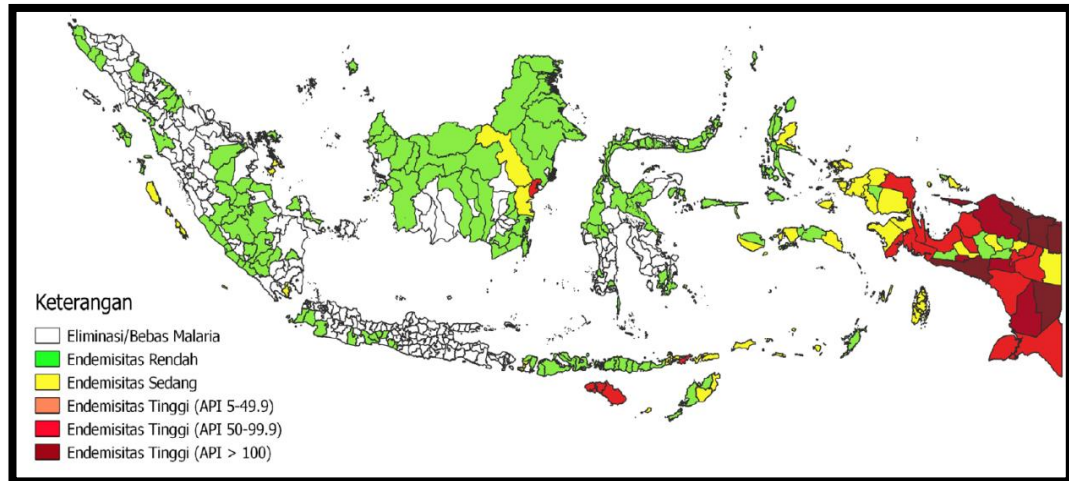 Keterangan
Eliminasi/Bebas Malaria
Endemisitas Rendah
Endemisitas Sedang
Endemisitas Tinggi (API 5-49.9)
Endemisitas Tinggi (API 50-99.9)
Endemisitas Tinggi (API > 100)